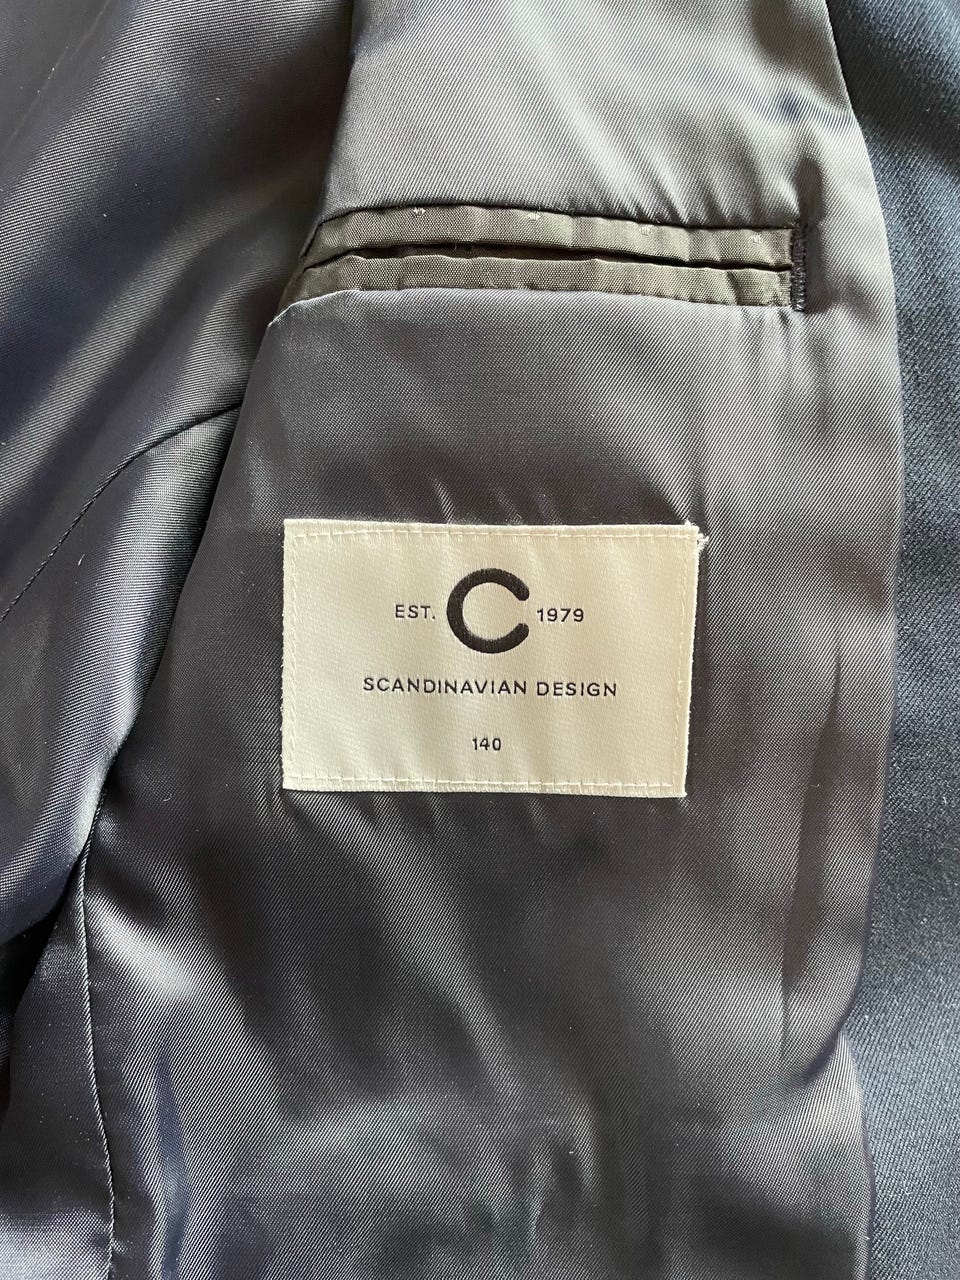 EST. C 1979
SCANDINAVIAN DESIGN
140